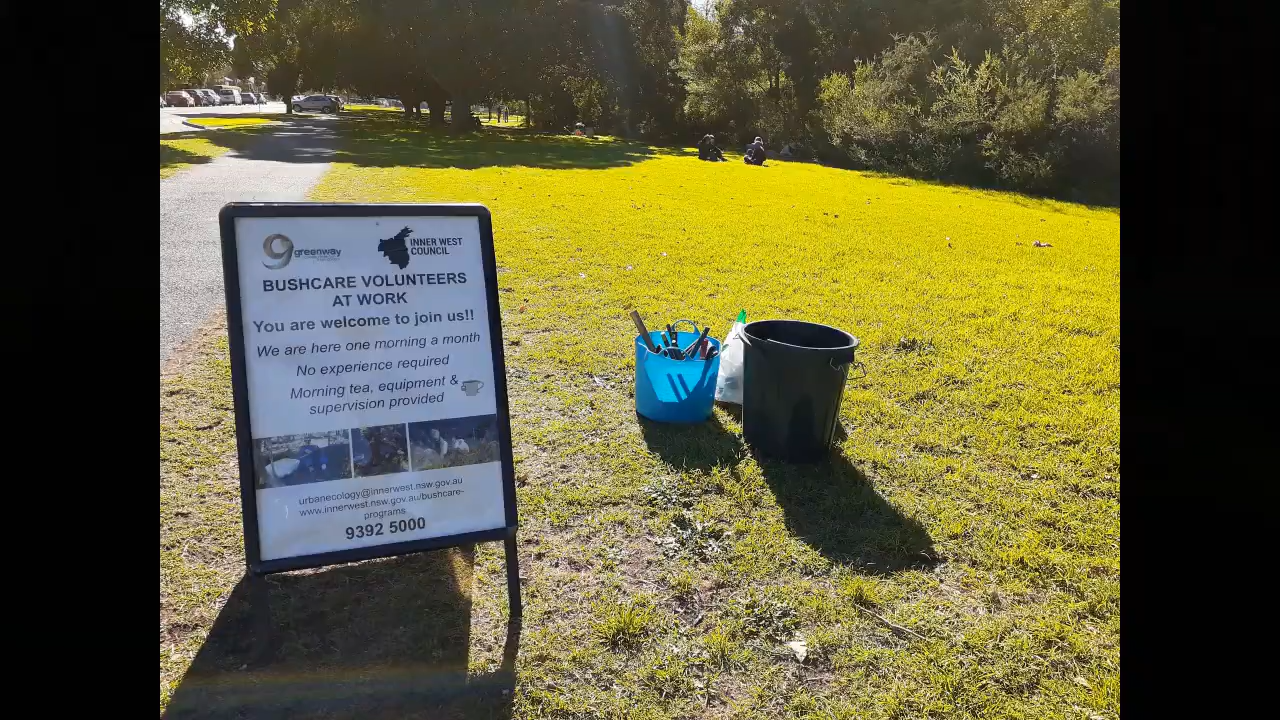 greenway
INNER WEST
COUNCIL
BUSHCARE VOLUNTEERS
AT WORK
You are welcome to join us!!
We are here one morning a month
No experience required
Morning tea, equipment &
supervision provided
urbanecology@innerwest.nsw.gov.au
www.innerwest.nsw.gov.au/bushcare-
programs
9392 5000